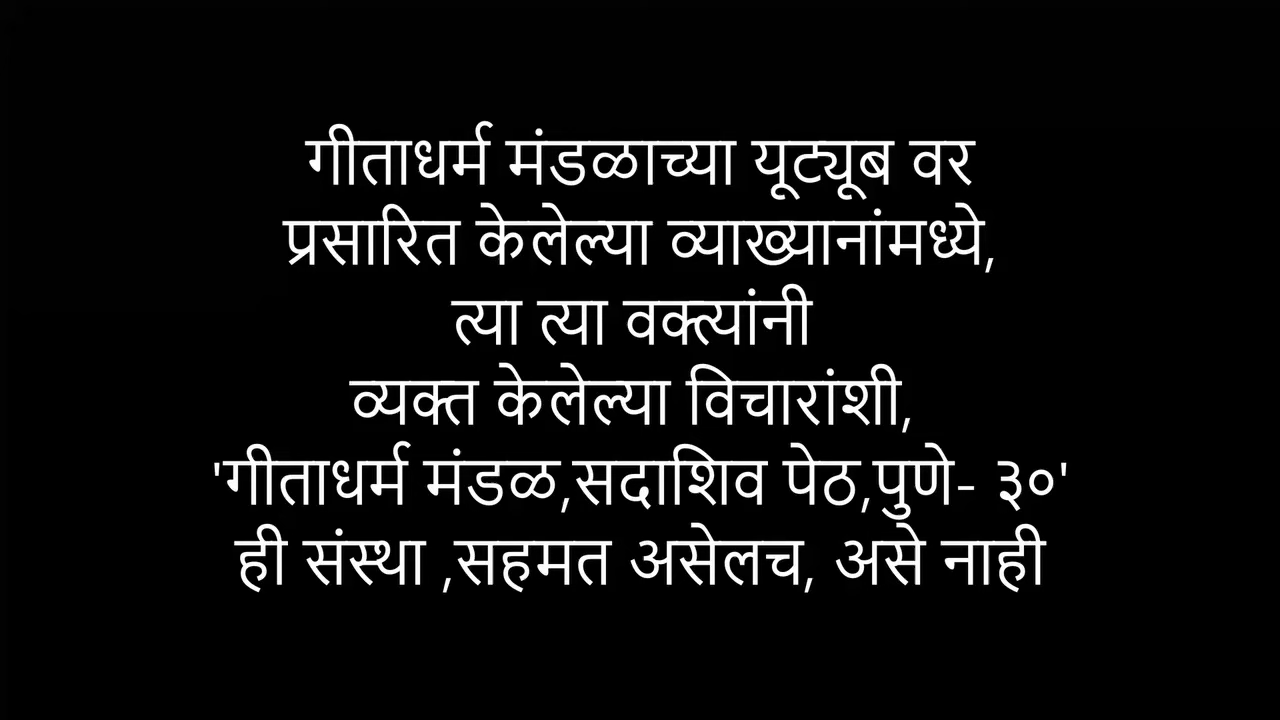 गीताधर्म मंडळाच्या यूट्यूब वर
प्रसारित केलेल्या व्याख्यानांमध्ये,
त्या त्या वक्त्यांनी
व्यक्त केलेल्या विचारांशी,
'गीताधर्म मंडळ,सदाशिव पेठ,पुणे- ३०'
ही संस्था ,सहमत असेलच, असे नाही